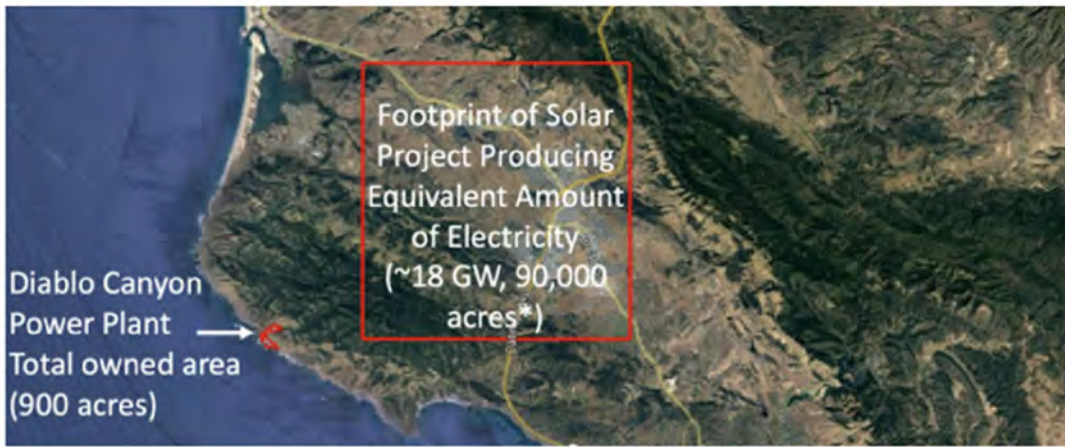 Footprint of Solar
Project Producing
Equivalent Amount
of Electricity
(~18 GW, 90,000
acres*)
Diablo Canyon
Power Plant
Total owned area
(900 acres)